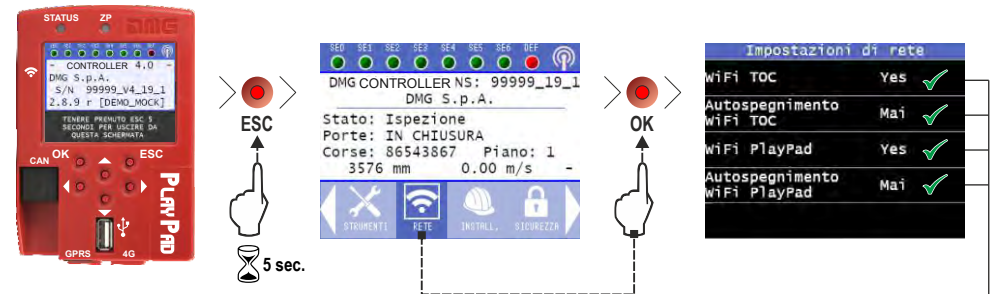 STATUS ZP
DMG
- CONTROLLER 4.0 -
DMG S.p.A.
S/N 99999_V4_19_1
2.8.9 r [DEMO_MOCK]
TENERE PREMUTO ESC 5
SECONDI PER USCIRE DA
QUESTA SCHERMATA
CAN OK ESC
PLAYPAD
GPRS 4G
ESC
5 sec.
SE0 SE1 SE2 SE3 SE4 SE5 SE6 DEF
DMG CONTROLLER NS: 99999_19_1
DMG S.p.A.
Stato: Ispezione
Porte: IN CHIUSURA
Corse: 86543867 Piano: 1
3576 mm 0.00 m/s -
STRUMENTI RETE INSTALL. SICUREZZA
OK
Impostazioni di rete
WiFi TOC Yes
Autospegnimento
WiFi TOC Mai
WiFi PlayPad Yes
Autospegnimento
WiFi PlayPad Mai